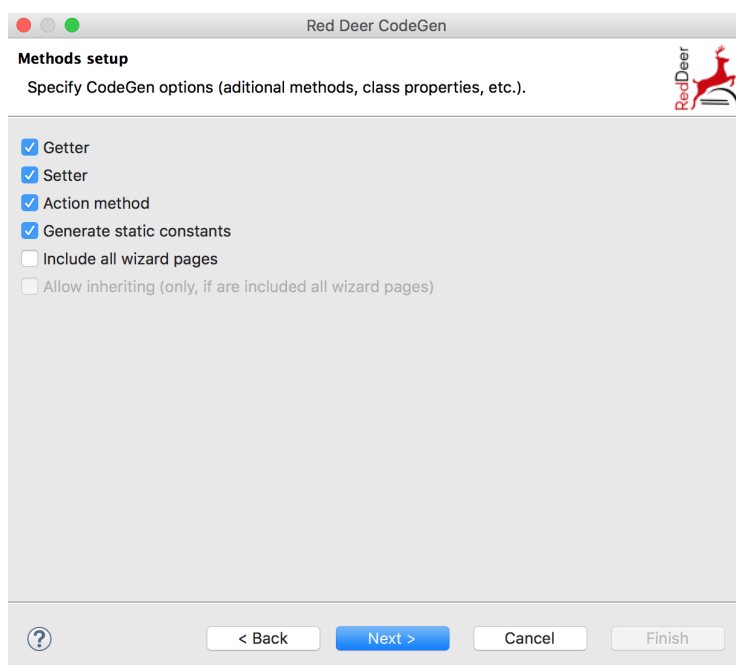 Red Deer CodeGen
Methods setup
Specify CodeGen options (aditional methods, class properties, etc.).
RedDeer
Getter
Setter
Action method
Generate static constants
Include all wizard pages
Allow inheriting (only, if are included all wizard pages)
?
< Back
Next >
Cancel
Finish